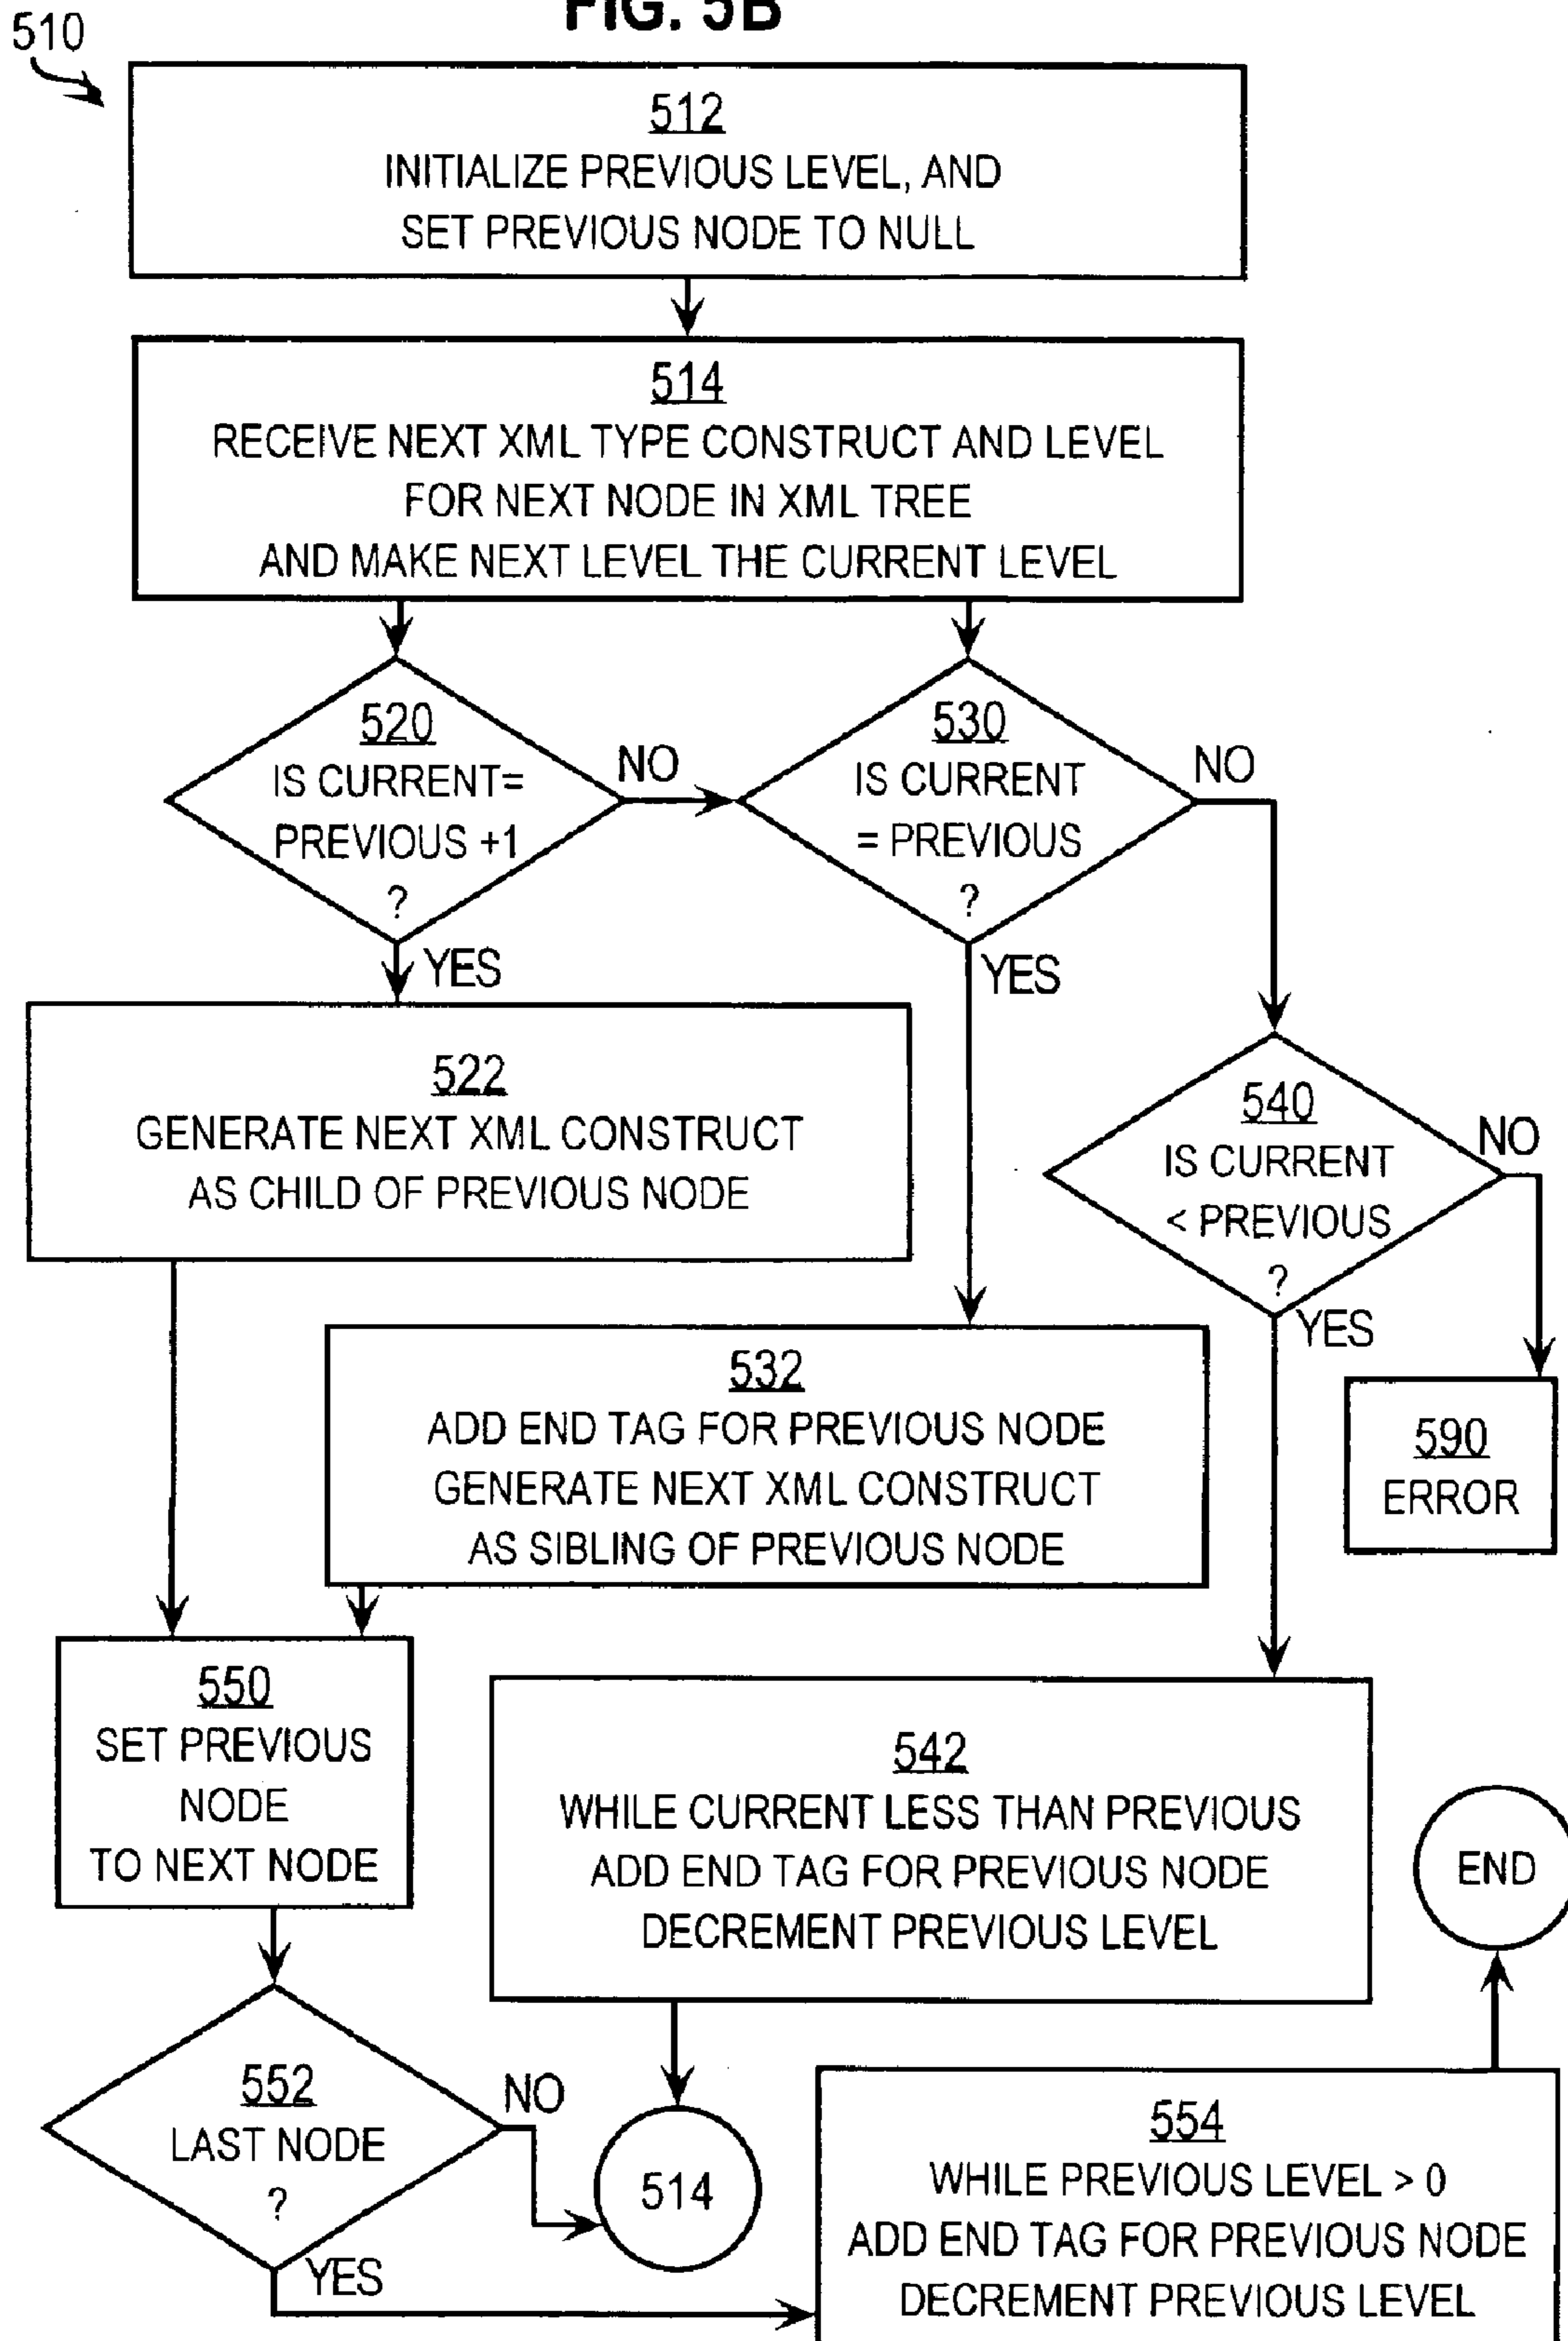 FIG. 5B
510
512
INITIALIZE PREVIOUS LEVEL, AND
SET PREVIOUS NODE TO NULL
514
RECEIVE NEXT XML TYPE CONSTRUCT AND LEVEL
FOR NEXT NODE IN XML TREE
AND MAKE NEXT LEVEL THE CURRENT LEVEL
520
IS CURRENT=
PREVIOUS +1
?
NO
YES
530
IS CURRENT
= PREVIOUS
?
NO
YES
522
GENERATE NEXT XML CONSTRUCT
AS CHILD OF PREVIOUS NODE
540
IS CURRENT
< PREVIOUS
?
NO
YES
532
ADD END TAG FOR PREVIOUS NODE
GENERATE NEXT XML CONSTRUCT
AS SIBLING OF PREVIOUS NODE
590
ERROR
550
SET PREVIOUS
NODE
TO NEXT NODE
542
WHILE CURRENT LESS THAN PREVIOUS
ADD END TAG FOR PREVIOUS NODE
DECREMENT PREVIOUS LEVEL
END
552
LAST NODE
?
NO
YES
514
554
WHILE PREVIOUS LEVEL > 0
ADD END TAG FOR PREVIOUS NODE
DECREMENT PREVIOUS LEVEL